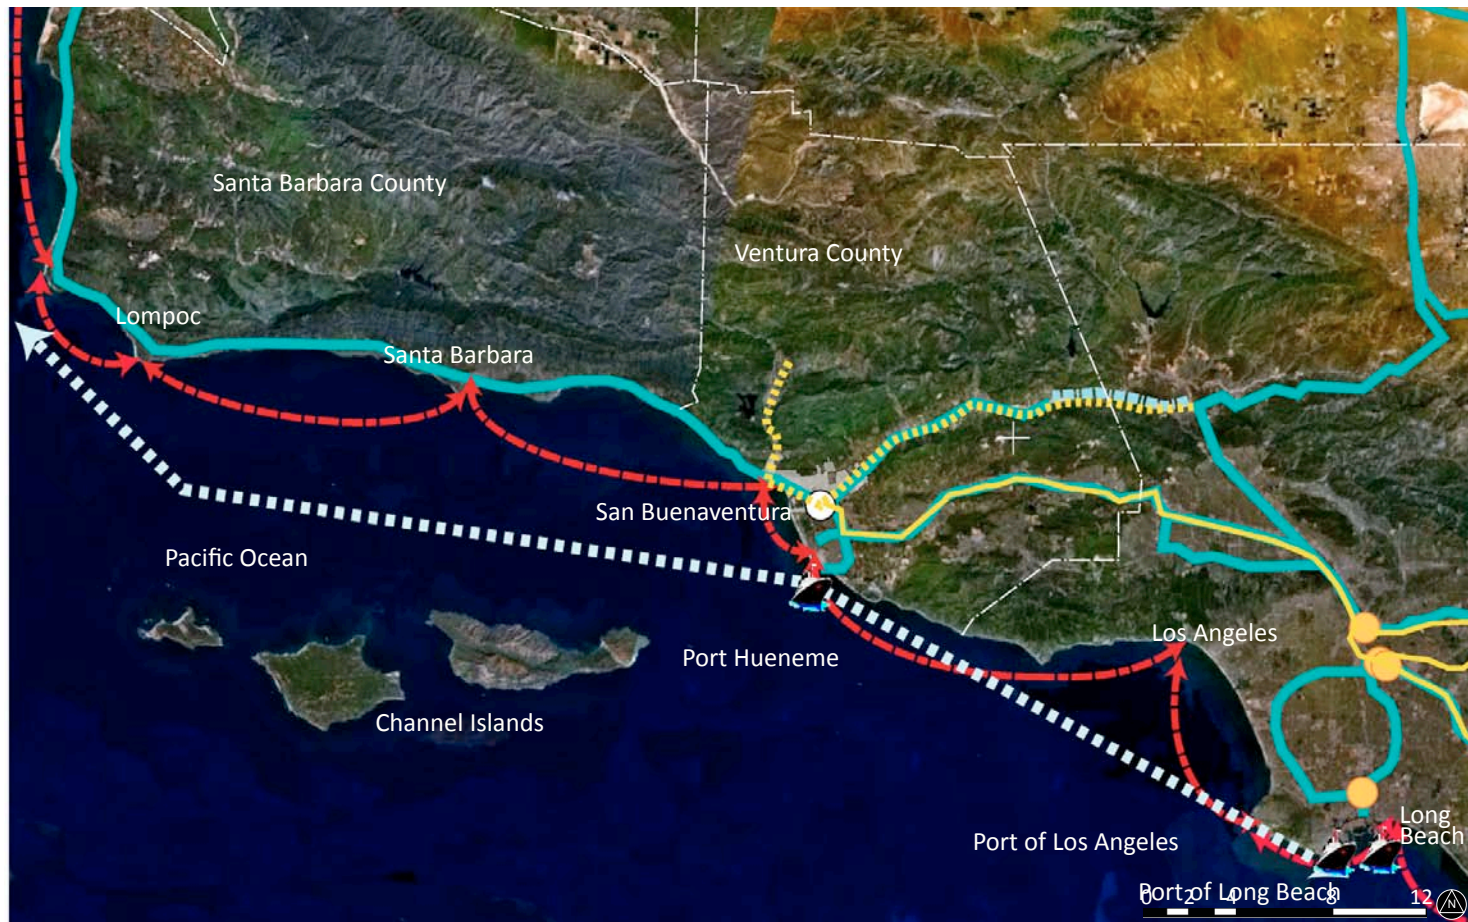 Santa Barbara County
Ventura County
Lompoc
Santa Barbara
San Buenaventura
Pacific Ocean
Los Angeles
Port Hueneme
Channel Islands
Long
Beach
Port of Los Angeles
Port of Long Beach
0 2 4 8 12
N